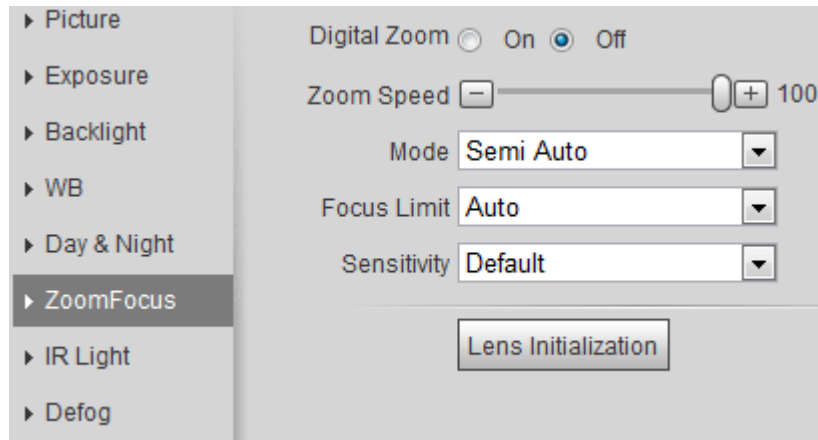 Picture
Exposure
Backlight
WB
Day & Night
ZoomFocus
IR Light
Defog
Digital Zoom On Off
Zoom Speed − + 100
Mode Semi Auto
Focus Limit Auto
Sensitivity Default
Lens Initialization